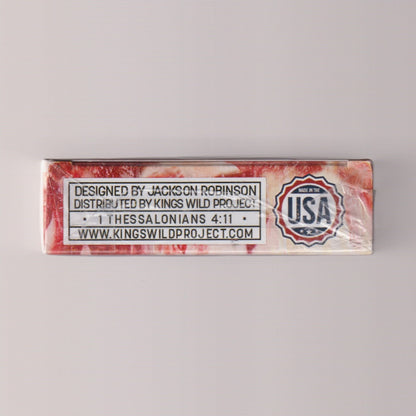 DESIGNED BY JACKSON ROBINSON
DISTRIBUTED BY KINGS WILD PROJECT
· 1 THESSALONIANS 4:11 ·
WWW.KINGSWILDPROJECT.COM
MADE IN THE
USA